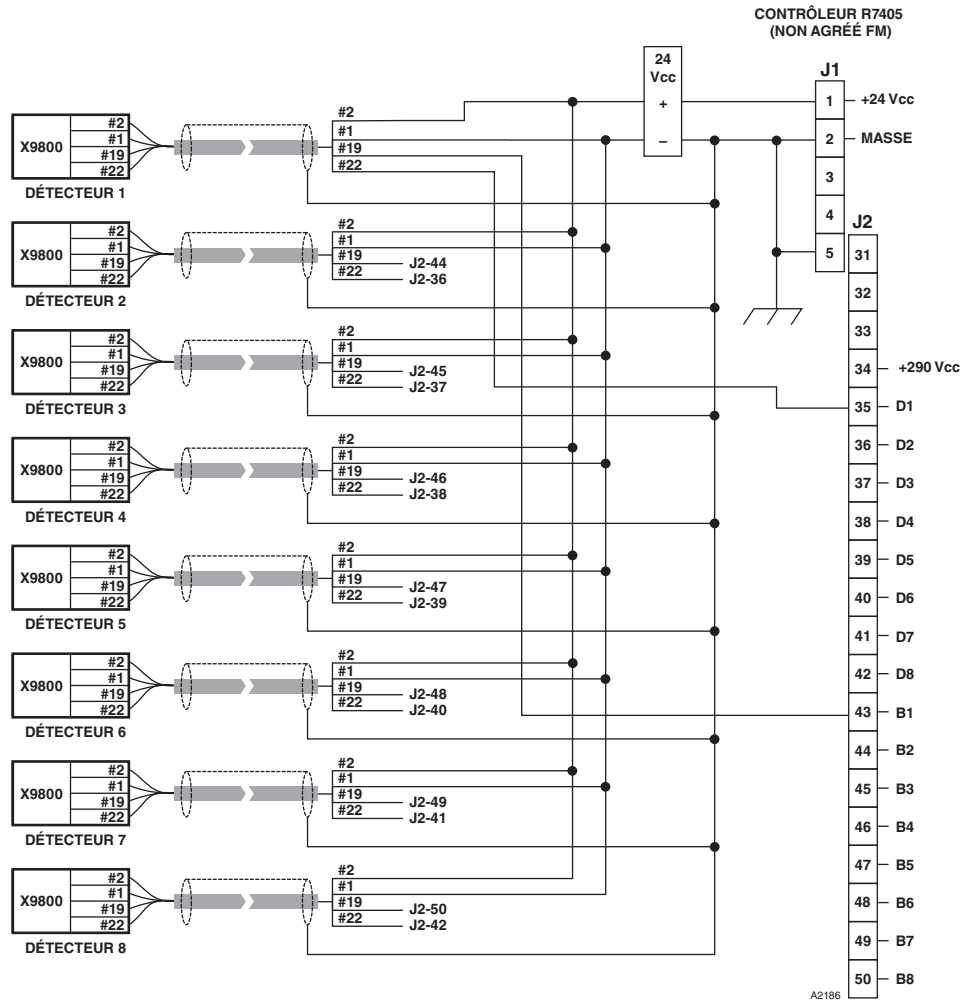 CONTRÔLEUR R7405
(NON AGRÉÉ FM)
24
Vcc
+
–
J1
1
+24 Vcc
2
MASSE
3
4
5
J2
31
32
33
34
+290 Vcc
35
D1
36
D2
37
D3
38
D4
39
D5
40
D6
41
D7
42
D8
43
B1
44
B2
45
B3
46
B4
47
B5
48
B6
49
B7
50
B8
X9800
#2
#1
#19
#22
DÉTECTEUR 1
#2
#1
#19
#22
X9800
#2
#1
#19
#22
DÉTECTEUR 2
#2
#1
#19
J2-44
#22
J2-36
X9800
#2
#1
#19
#22
DÉTECTEUR 3
#2
#1
#19
J2-45
#22
J2-37
X9800
#2
#1
#19
#22
DÉTECTEUR 4
#2
#1
#19
J2-46
#22
J2-38
X9800
#2
#1
#19
#22
DÉTECTEUR 5
#2
#1
#19
J2-47
#22
J2-39
X9800
#2
#1
#19
#22
DÉTECTEUR 6
#2
#1
#19
J2-48
#22
J2-40
X9800
#2
#1
#19
#22
DÉTECTEUR 7
#2
#1
#19
J2-49
#22
J2-41
X9800
#2
#1
#19
#22
DÉTECTEUR 8
#2
#1
#19
J2-50
#22
J2-42
A2186